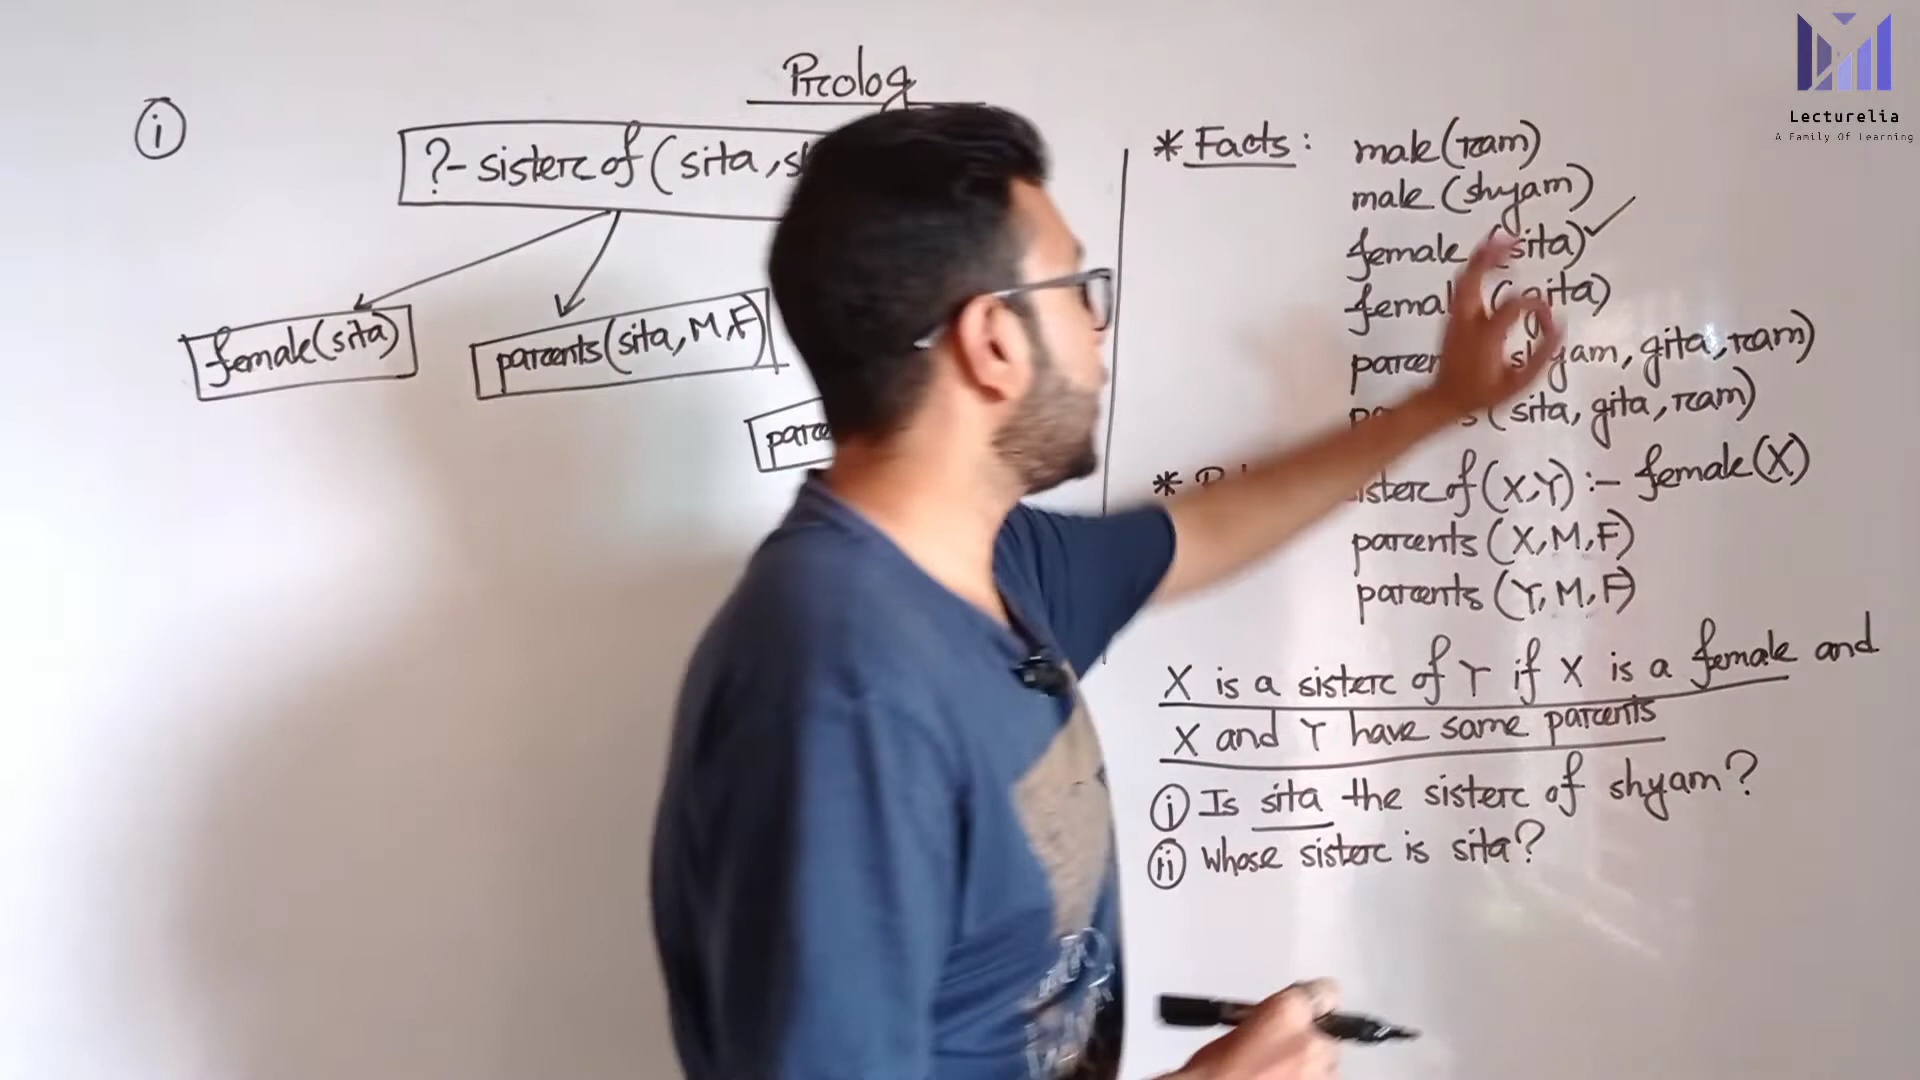 Prolog
i
?- sister of (sita, s
female(sita)
parents(sita, M, F)
* Facts: male(ram)
male (shyam)
female (sita) ✓
(gita)
shyam, gita, ram)
(sita, gita, ram)
* of (X,Y) :- female(X)
parents (X, M, F)
parents (Y, M, F)
X is a sister of Y if X is a female and
X and Y have same parents
i Is sita the sister of shyam?
ii whose sister is sita?
Lecturelia
A Family Of Learning